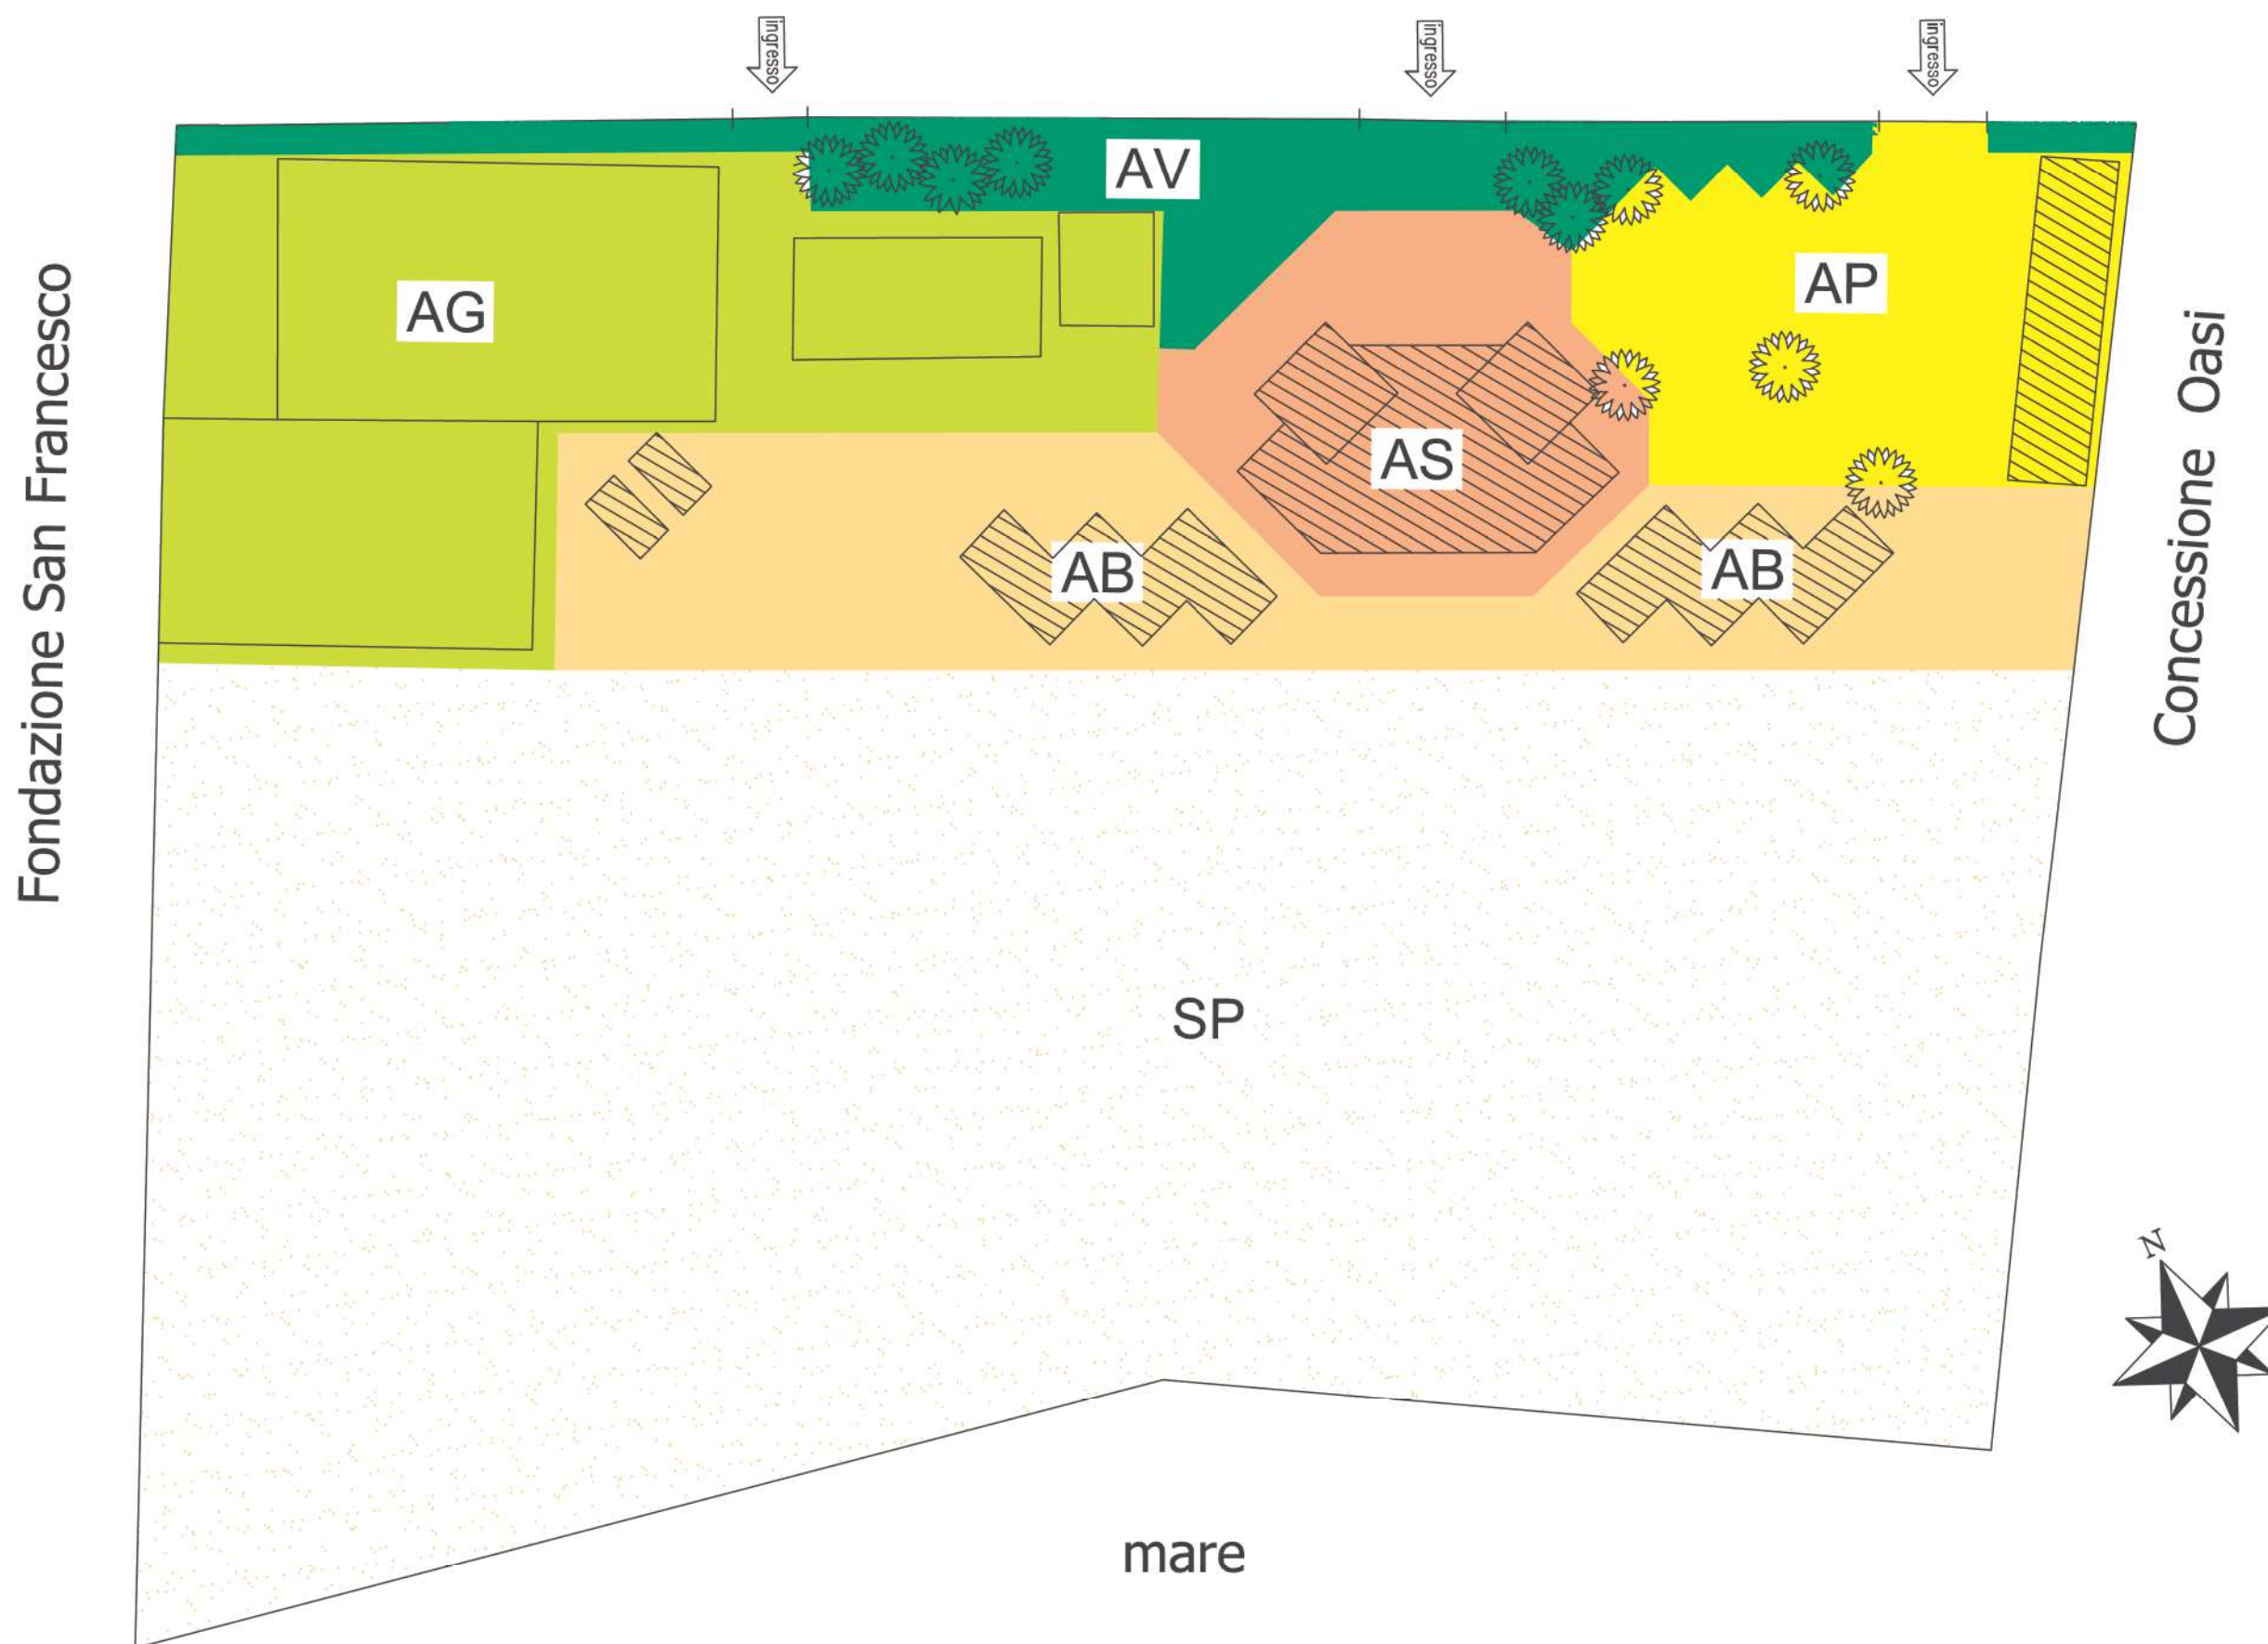 ingresso
ingresso
ingresso
AV
AG
AP
AS
AB
AB
Fondazione San Francesco
Concessione Oasi
SP
N
mare